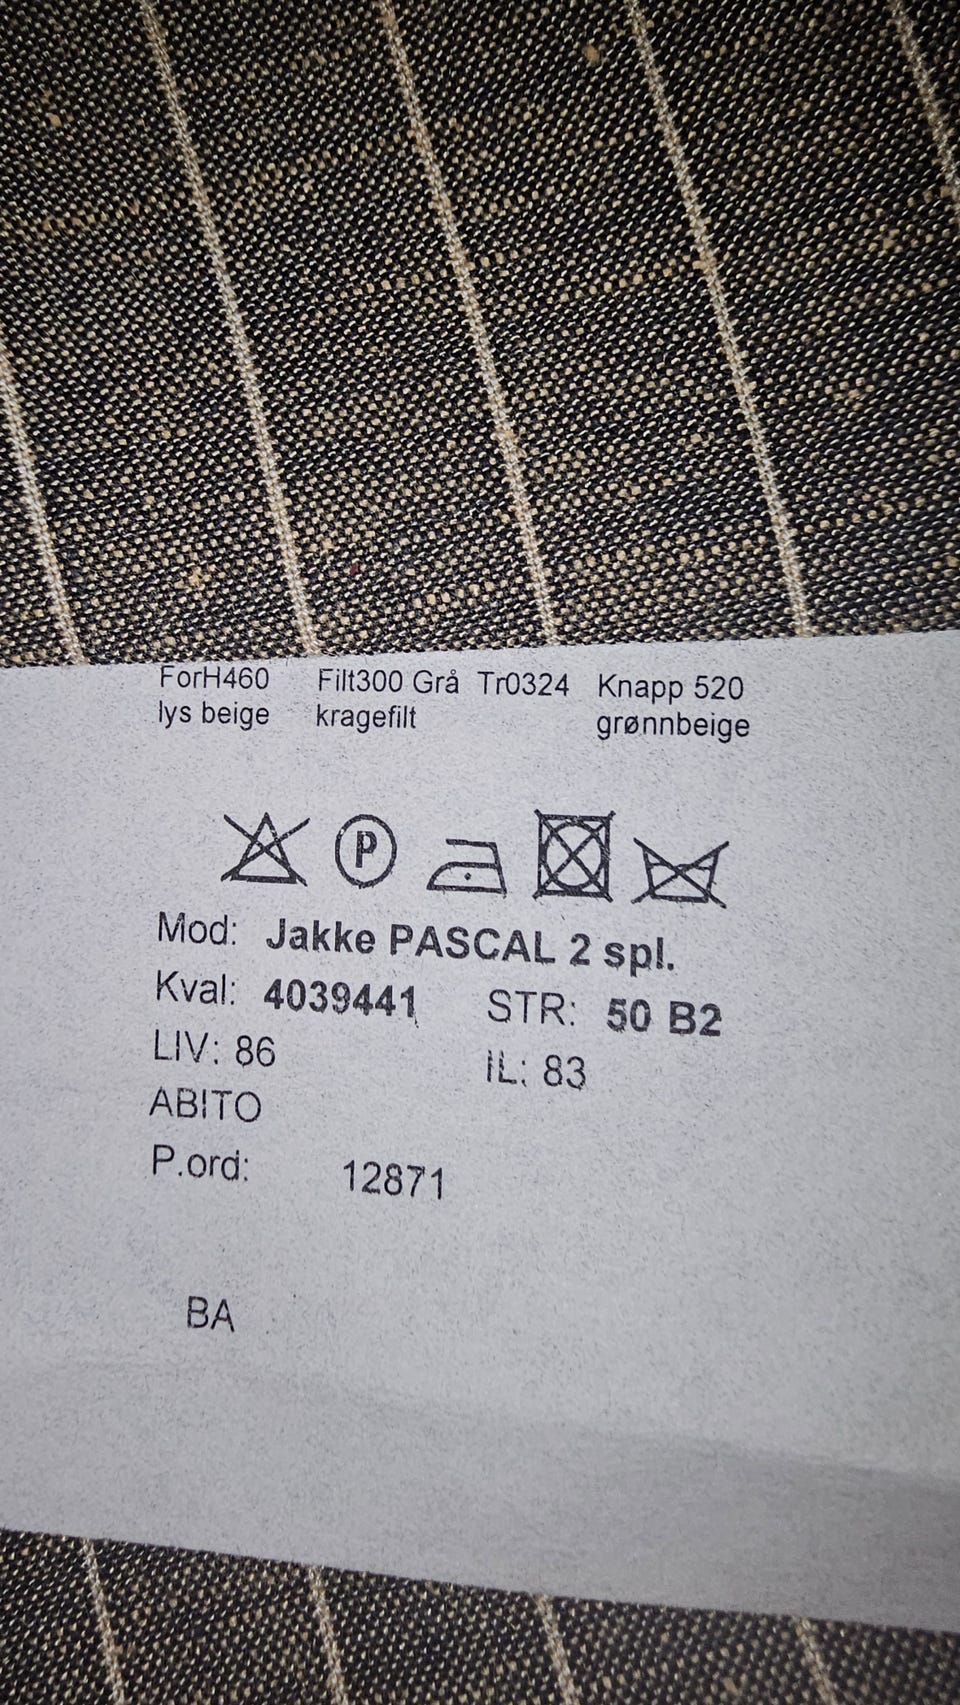 ForH460 Filt300 Grå Tr0324 Knapp 520
lys beige kragefilt grønnbeige
P
Mod: Jakke PASCAL 2 spl.
Kval: 4039441 STR: 50 B2
LIV: 86 IL: 83
ABITO
P.ord: 12871
BA